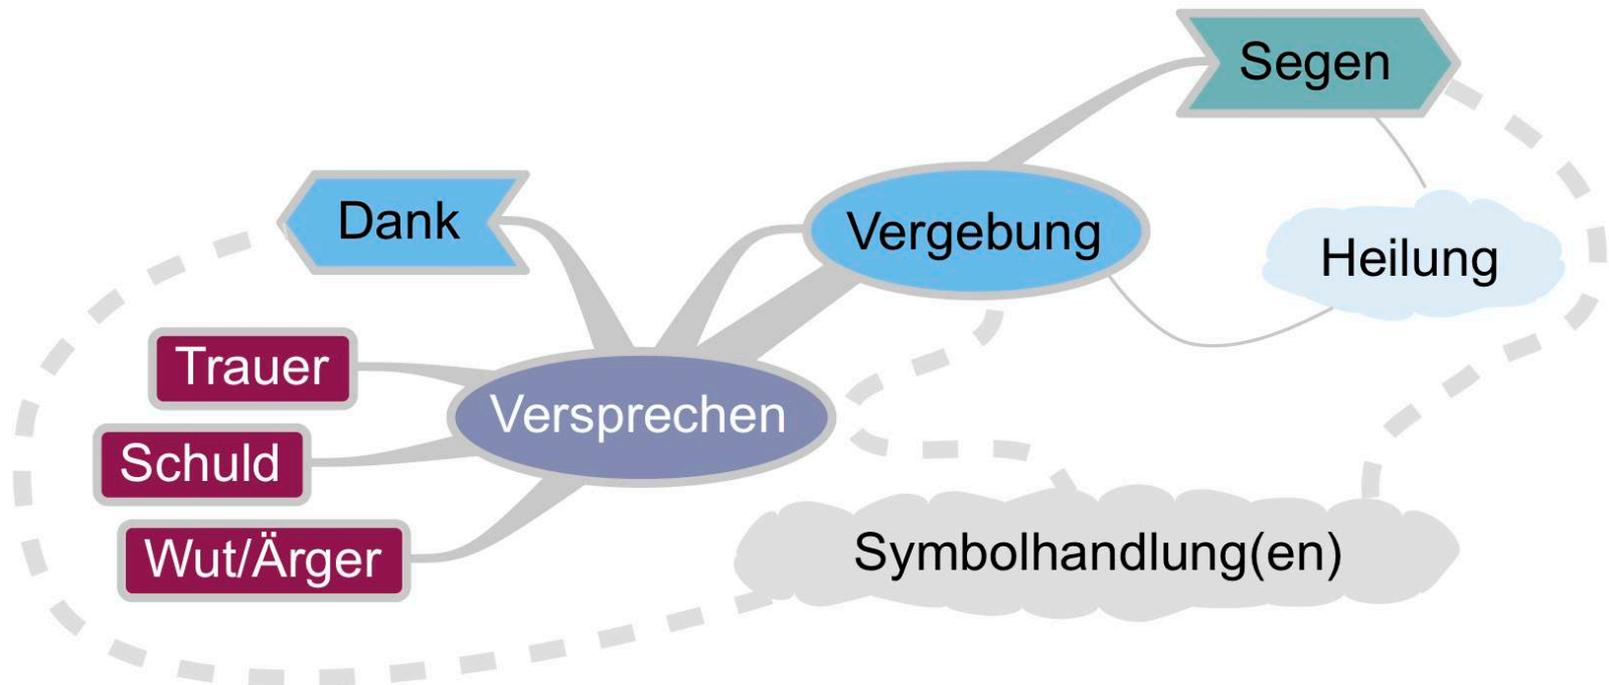 Segen
Dank
Vergebung
Heilung
Trauer
Versprechen
Schuld
Wut/Ärger
Symbolhandlung(en)